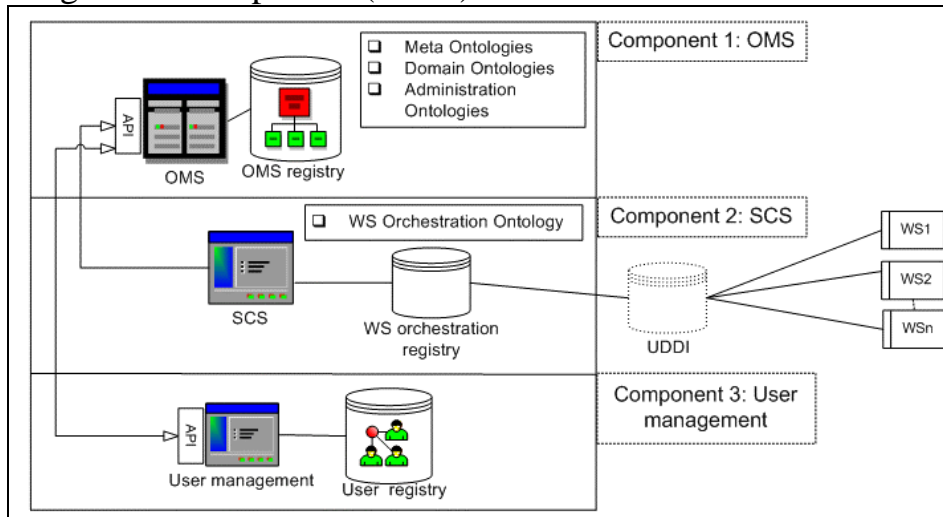 Meta Ontologies
Domain Ontologies
Administration
Ontologies
Component 1: OMS
API
OMS
OMS registry
WS Orchestration Ontology
Component 2: SCS
SCS
WS orchestration
registry
UDDI
WS1
WS2
WSn
Component 3: User
management
API
User management
User registry